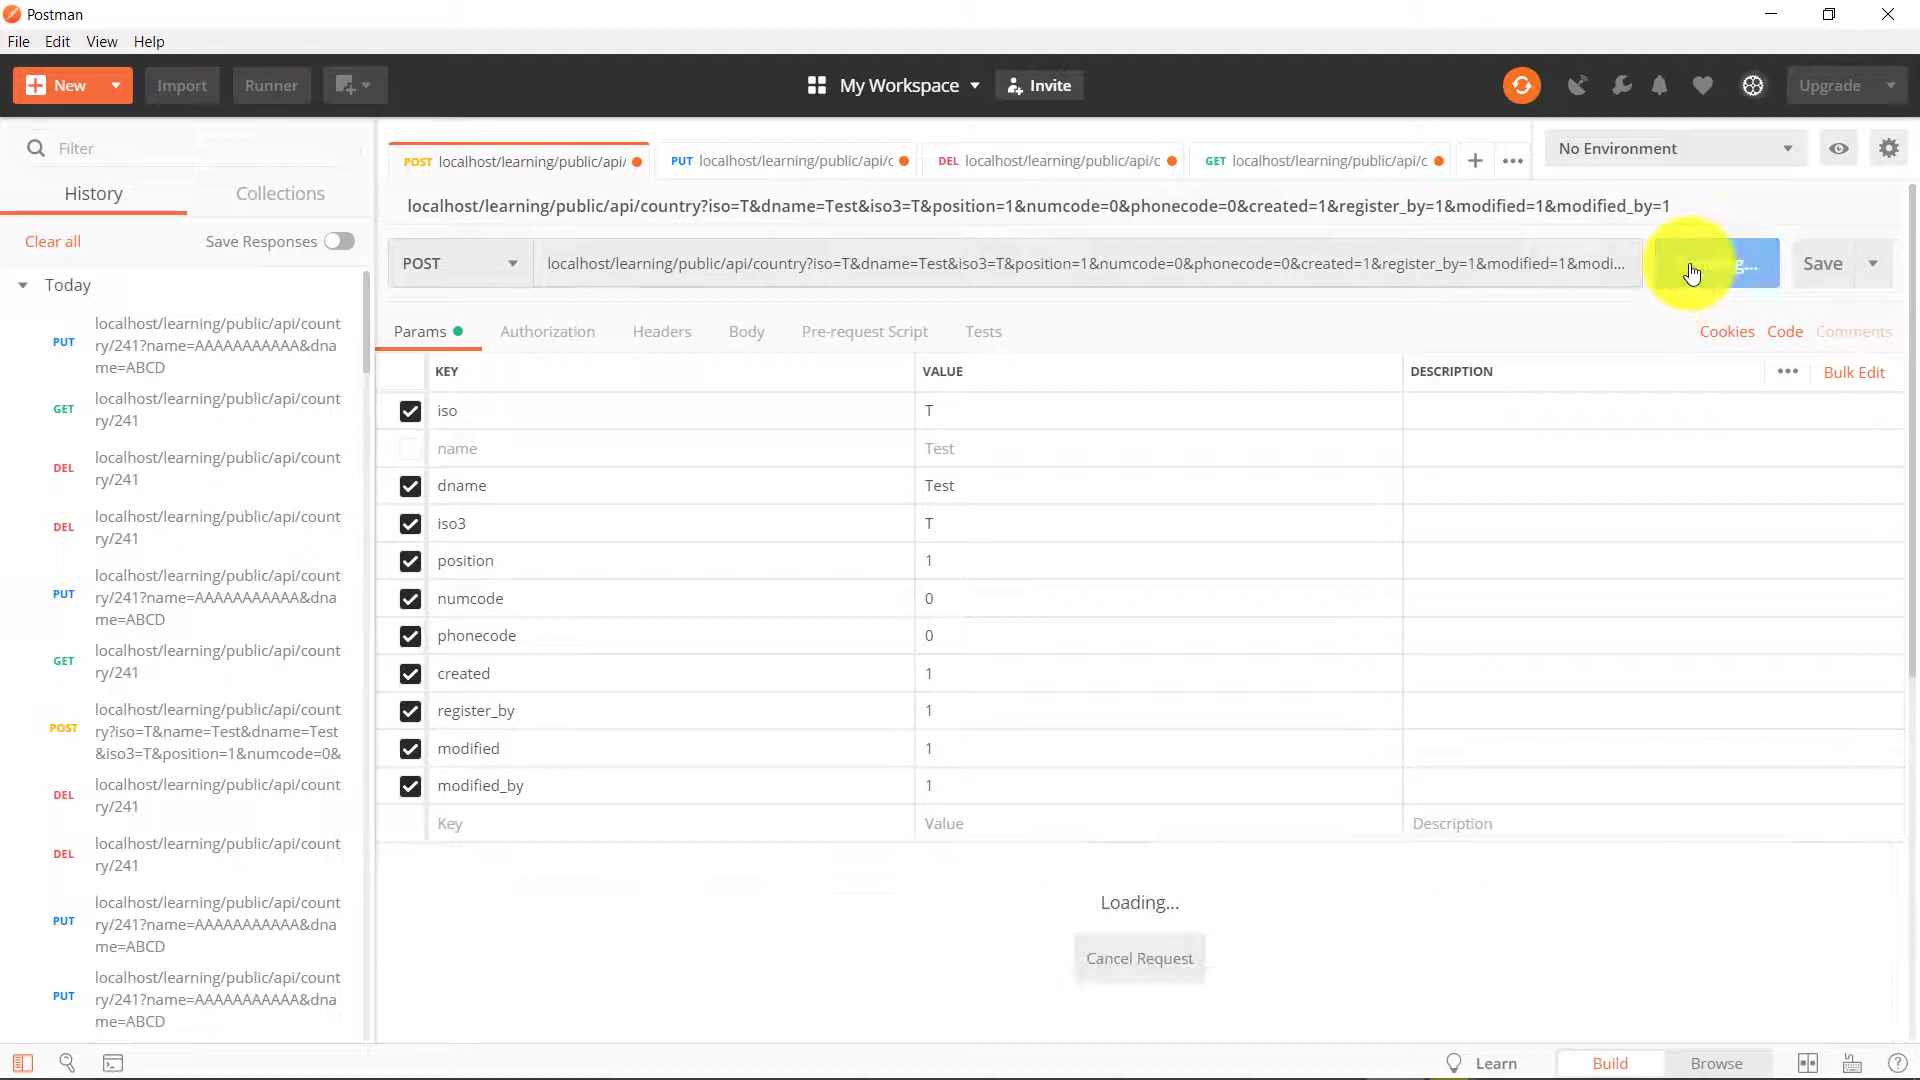 Postman
File Edit View Help
New Import Runner My Workspace Invite Upgrade
Filter
History Collections
Clear all Save Responses
Today
PUT localhost/learning/public/api/count
ry/241?name=AAAAAAAAAAA&dna
me=ABCD
GET localhost/learning/public/api/count
ry/241
DEL localhost/learning/public/api/count
ry/241
DEL localhost/learning/public/api/count
ry/241
PUT localhost/learning/public/api/count
ry/241?name=AAAAAAAAAAA&dna
me=ABCD
GET localhost/learning/public/api/count
ry/241
POST localhost/learning/public/api/count
ry?iso=T&name=Test&dname=Test
&iso3=T&position=1&numcode=0&
DEL localhost/learning/public/api/count
ry/241
DEL localhost/learning/public/api/count
ry/241
PUT localhost/learning/public/api/count
ry/241?name=AAAAAAAAAAA&dna
me=ABCD
PUT localhost/learning/public/api/count
ry/241?name=AAAAAAAAAAA&dna
me=ABCD
POST localhost/learning/public/api/ PUT localhost/learning/public/api/c DEL localhost/learning/public/api/c GET localhost/learning/public/api/c No Environment
localhost/learning/public/api/country?iso=T&dname=Test&iso3=T&position=1&numcode=0&phonecode=0&created=1&register_by=1&modified=1&modified_by=1
POST localhost/learning/public/api/country?iso=T&dname=Test&iso3=T&position=1&numcode=0&phonecode=0&created=1&register_by=1&modified=1&modi... Save
Params Authorization Headers Body Pre-request Script Tests Cookies Code Comments
KEY VALUE DESCRIPTION Bulk Edit
iso T
name Test
dname Test
iso3 T
position 1
numcode 0
phonecode 0
created 1
register_by 1
modified 1
modified_by 1
Key Value Description
Loading...
Cancel Request
Learn Build Browse